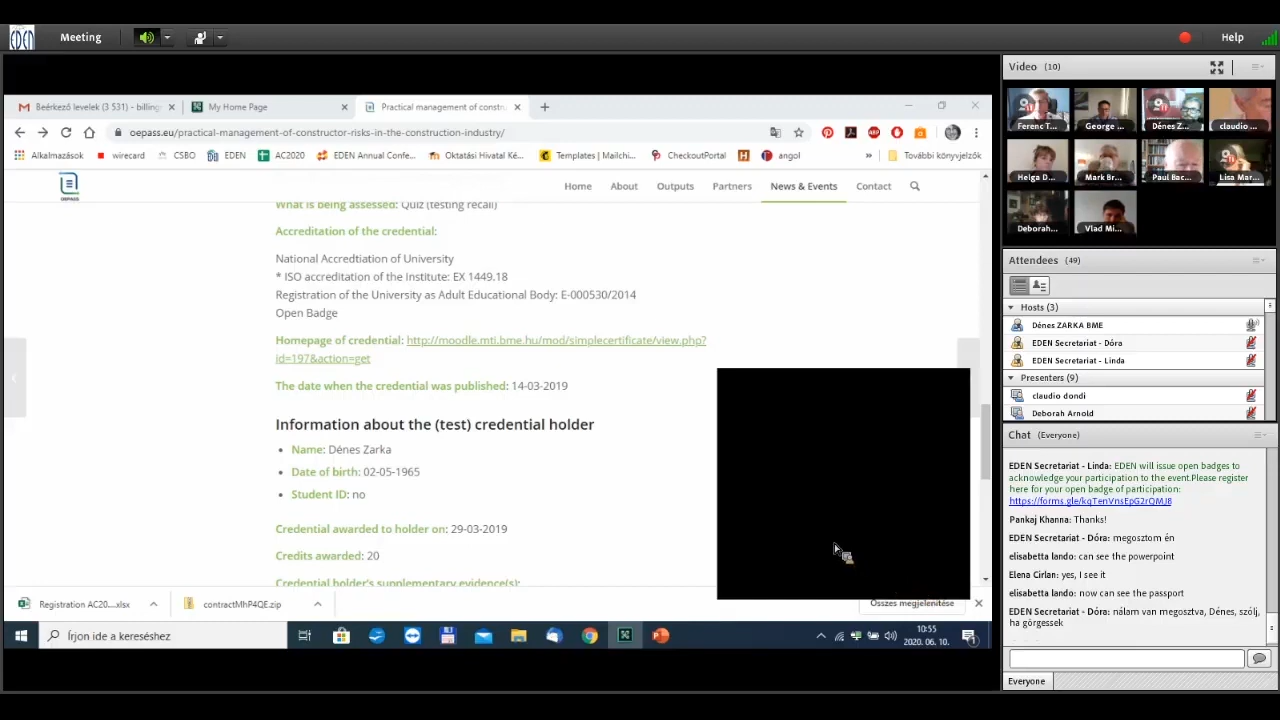 EDEN
Meeting
Help
Beérkező levelek (3 531) - billing
My Home Page
Practical management of constru
oepass.eu/practical-management-of-constructor-risks-in-the-construction-industry/
Alkalmazások
wirecard
CSBO
EDEN
AC2020
EDEN Annual Confe...
Oktatási Hivatal Ké...
Templates | Mailchi...
CheckoutPortal
angol
»
További könyvjelzők
OEPASS
Home
About
Outputs
Partners
News & Events
Contact
What is being assessed: Quiz (testing recall)
Accreditation of the credential:
National Accredtiation of University
* ISO accreditation of the Institute: EX 1449.18
Registration of the University as Adult Educational Body: E-000530/2014
Open Badge
Homepage of credential: http://moodle.mti.bme.hu/mod/simplecertificate/view.php?
id=197&action=get
The date when the credential was published: 14-03-2019
Information about the (test) credential holder
• Name: Dénes Zarka
• Date of birth: 02-05-1965
• Student ID: no
Credential awarded to holder on: 29-03-2019
Credits awarded: 20
Credential holder's supplementary evidence(s):
Registration AC20....xlsx
contractMhP4QE.zip
Összes megjelenítése
Írjon ide a kereséshez
10:55
2020. 06. 10.
Video (10)
Ferenc T...
George ...
Dénes Z...
claudio ...
Helga D...
Mark Br...
Paul Bac...
Lisa Mar...
Deborah...
Vlad Mi...
Attendees (49)
Hosts (3)
Dénes ZARKA BME
EDEN Secretariat - Dóra
EDEN Secretariat - Linda
Presenters (9)
claudio dondi
Deborah Arnold
Chat (Everyone)
EDEN Secretariat - Linda: EDEN will issue open badges to
acknowledge your participation to the event.Please register
here for your open badge of participation:
https://forms.gle/kqTenVnsEpG2rQMJ8
Pankaj Khanna: Thanks!
EDEN Secretariat - Dóra: megosztom én
elisabetta lando: can see the powerpoint
Elena Cirlan: yes, I see it
elisabetta lando: now can see the passport
EDEN Secretariat - Dóra: nálam van megosztva, Dénes, szólj,
ha görgessek
Everyone